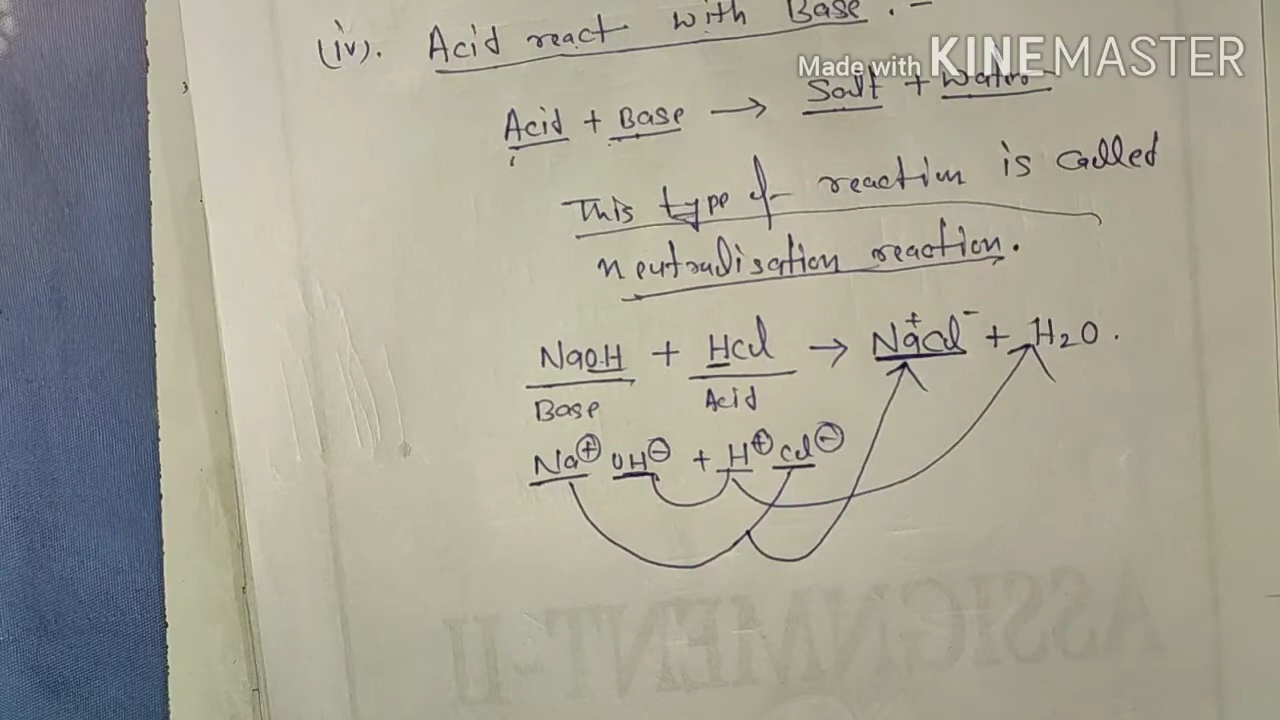 (iv). Acid react with Base . -
Made with KINEMASTER
Acid + Base → Salt + Water
This type of reaction is called
neutralisation reaction.
NaOH + Hcl → Na⁺Cl⁻ + H₂O .
Base Acid
Na⊕ OH⊖ + H⊕ Cl⊖
ASSIGNMENT-II